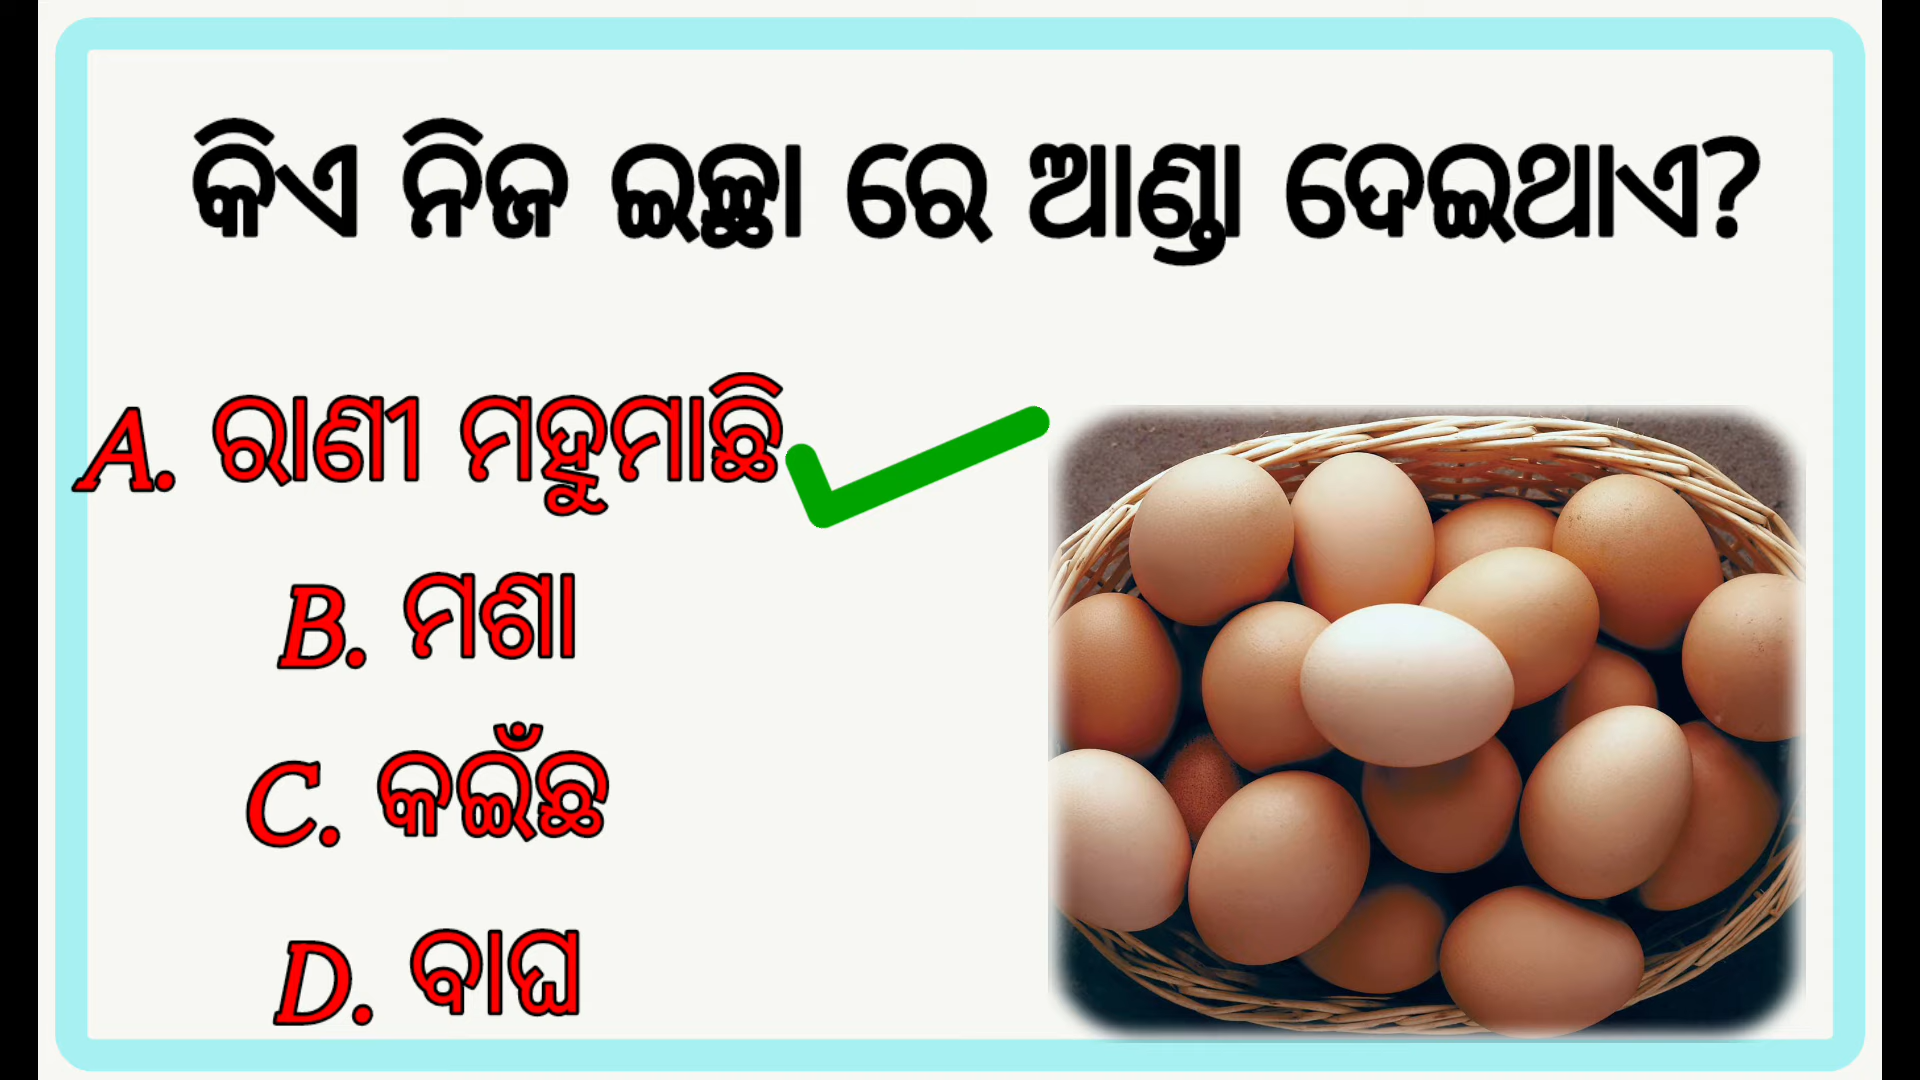 କିଏ ନିଜ ଇଚ୍ଛା ରେ ଆଣ୍ଡା ଦେଇଥାଏ?
A. ରାଣୀ ମହୁମାଛି
B. ମଶା
C. କଇଁଛ
D. ବାଘ